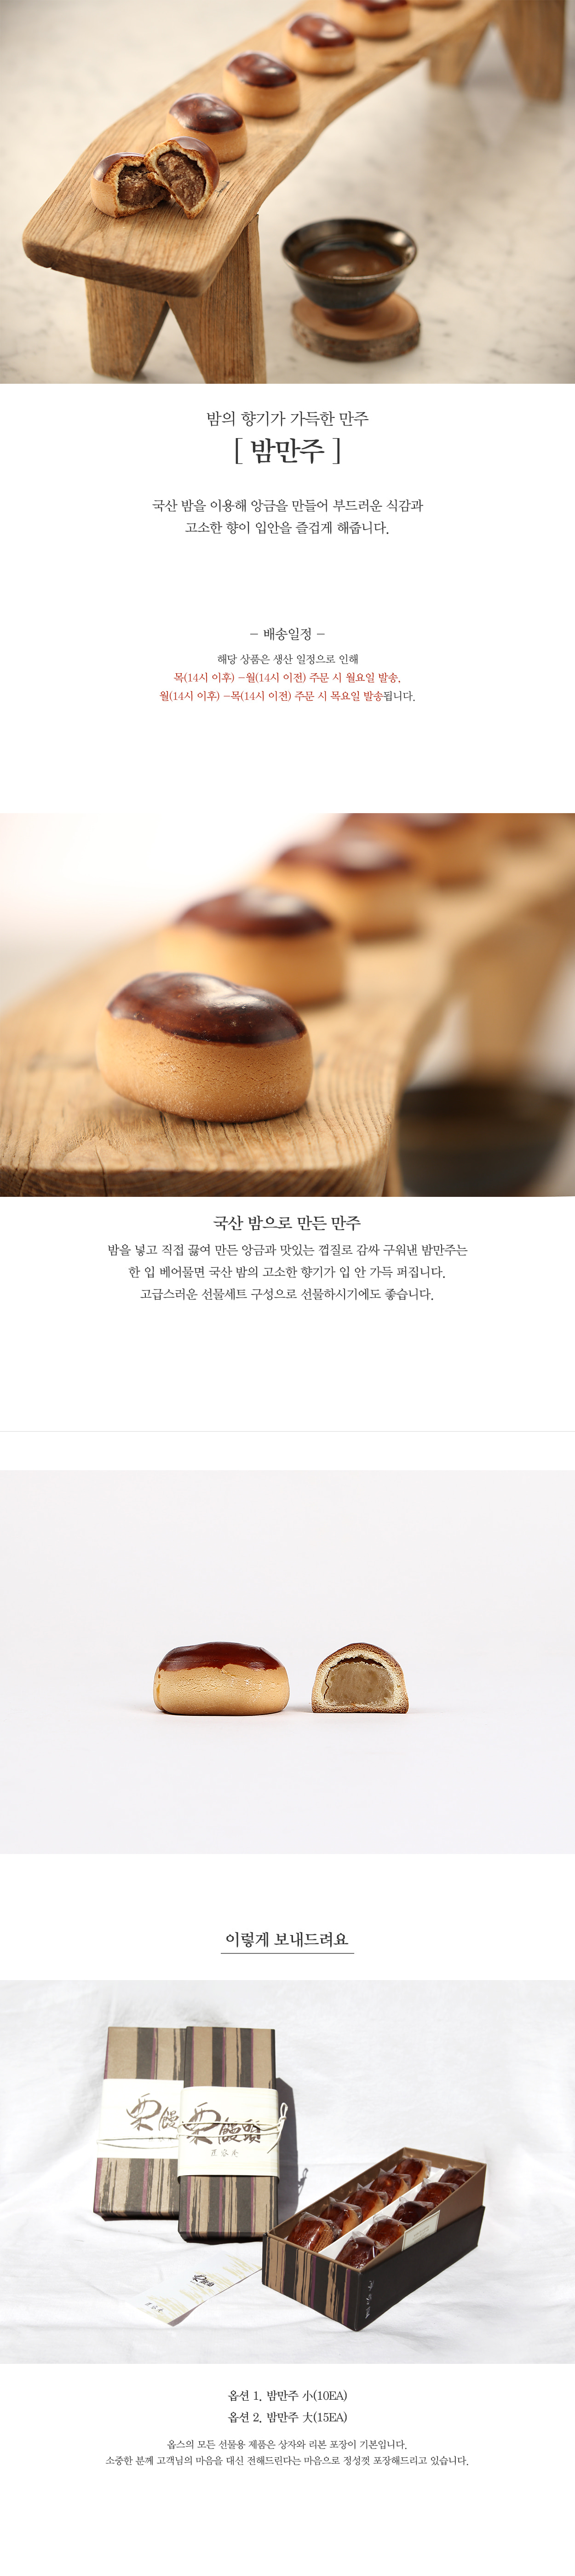 밤의 향기가 가득한 만주
[ 밤만주 ]
국산 밤을 이용해 앙금을 만들어 부드러운 식감과
고소한 향이 입안을 즐겁게 해줍니다.
- 배송일정 -
해당 상품은 생산 일정으로 인해
목(14시 이후) -월(14시 이전) 주문 시 월요일 발송,
월(14시 이후) -목(14시 이전) 주문 시 목요일 발송됩니다.
국산 밤으로 만든 만주
밤을 넣고 직접 끓여 만든 앙금과 맛있는 껍질로 감싸 구워낸 밤만주는
한 입 베어물면 국산 밤의 고소한 향기가 입 안 가득 퍼집니다.
고급스러운 선물세트 구성으로 선물하시기에도 좋습니다.
이렇게 보내드려요
栗饅
栗饅頭
옵션 1. 밤만주 小(10EA)
옵션 2. 밤만주 大(15EA)
옵스의 모든 선물용 제품은 상자와 리본 포장이 기본입니다.
소중한 분께 고객님의 마음을 대신 전해드린다는 마음으로 정성껏 포장해드리고 있습니다.